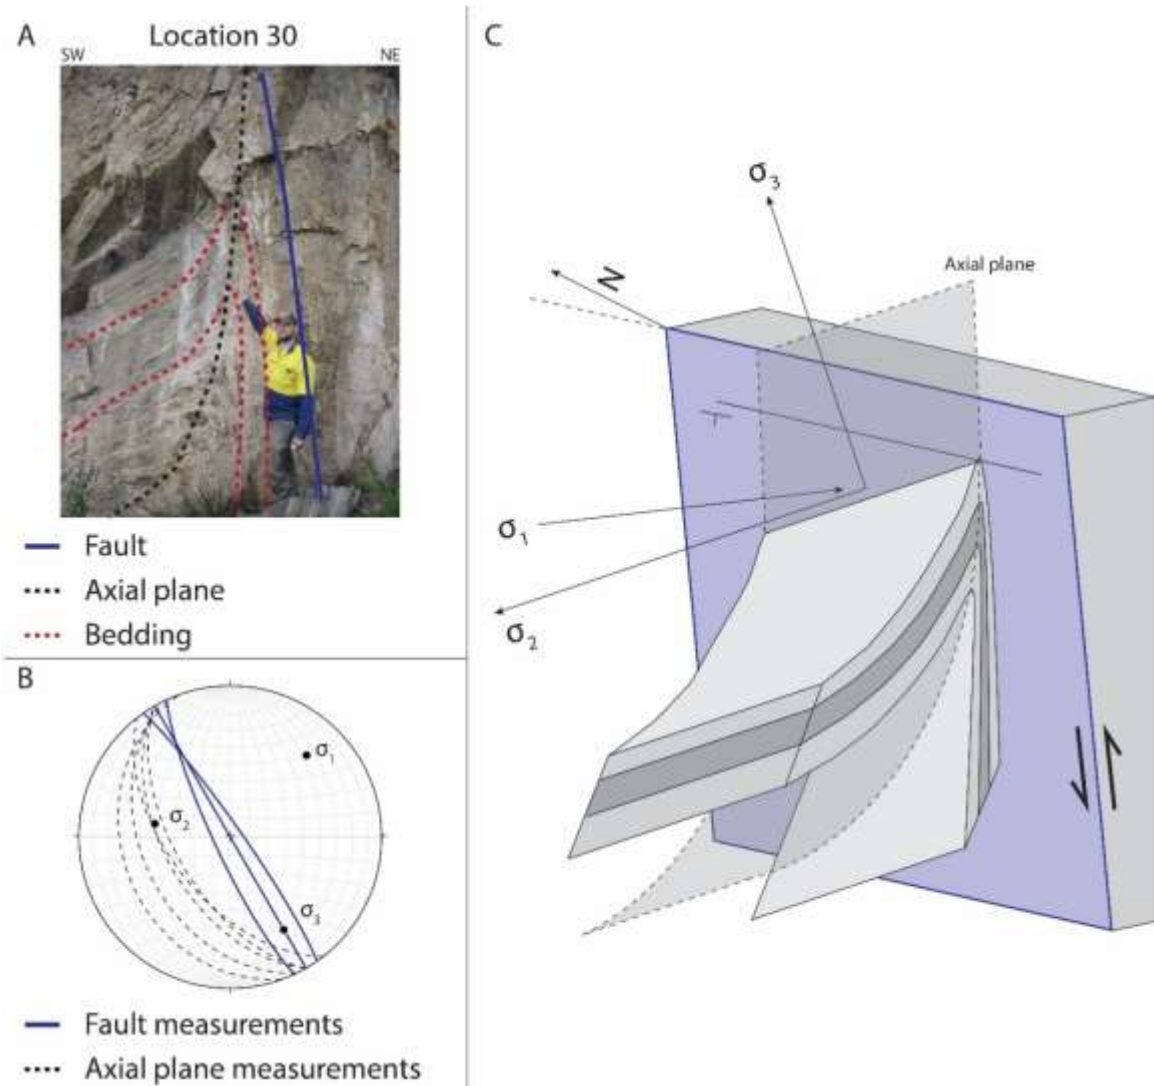 A
Location 30
SW
NE
Fault
Axial plane
Bedding
B
σ1
σ2
σ3
Fault measurements
Axial plane measurements
C
σ3
Axial plane
N
σ1
σ2